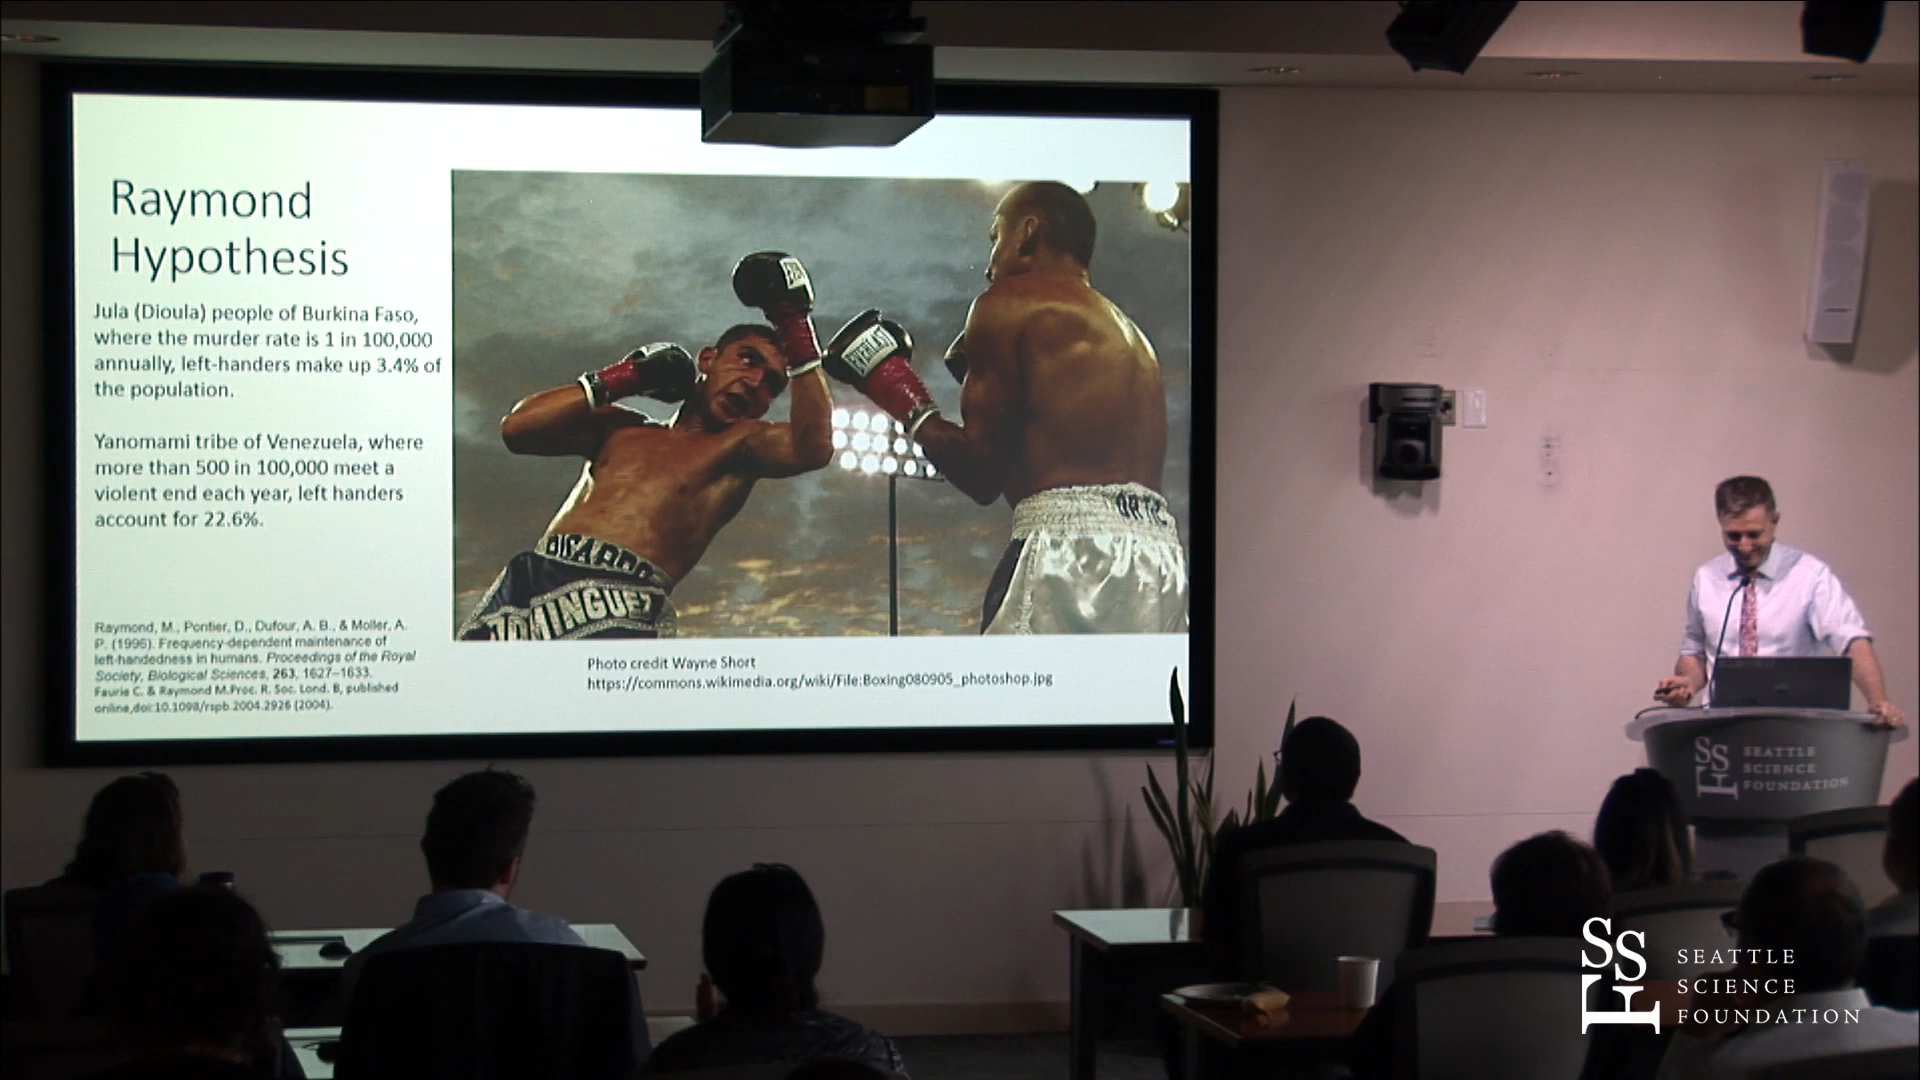 Raymond
Hypothesis
Jula (Dioula) people of Burkina Faso,
where the murder rate is 1 in 100,000
annually, left-handers make up 3.4% of
the population.
Yanomami tribe of Venezuela, where
more than 500 in 100,000 meet a
violent end each year, left handers
account for 22.6%.
Raymond, M., Pontier, D., Dufour, A. B., & Moller, A.
P. (1996). Frequency-dependent maintenance of
left-handedness in humans. Proceedings of the Royal
Society, Biological Sciences, 263, 1627–1633.
Faurie C. & Raymond M.Proc. R. Soc. Lond. B, published
online,doi:10.1098/rspb.2004.2926 (2004).
EVERLAST
ORTIZ
DOMINGUEZ
Photo credit Wayne Short
https://commons.wikimedia.org/wiki/File:Boxing080905_photoshop.jpg
SSF
SEATTLE
SCIENCE
FOUNDATION
SSF
SEATTLE
SCIENCE
FOUNDATION